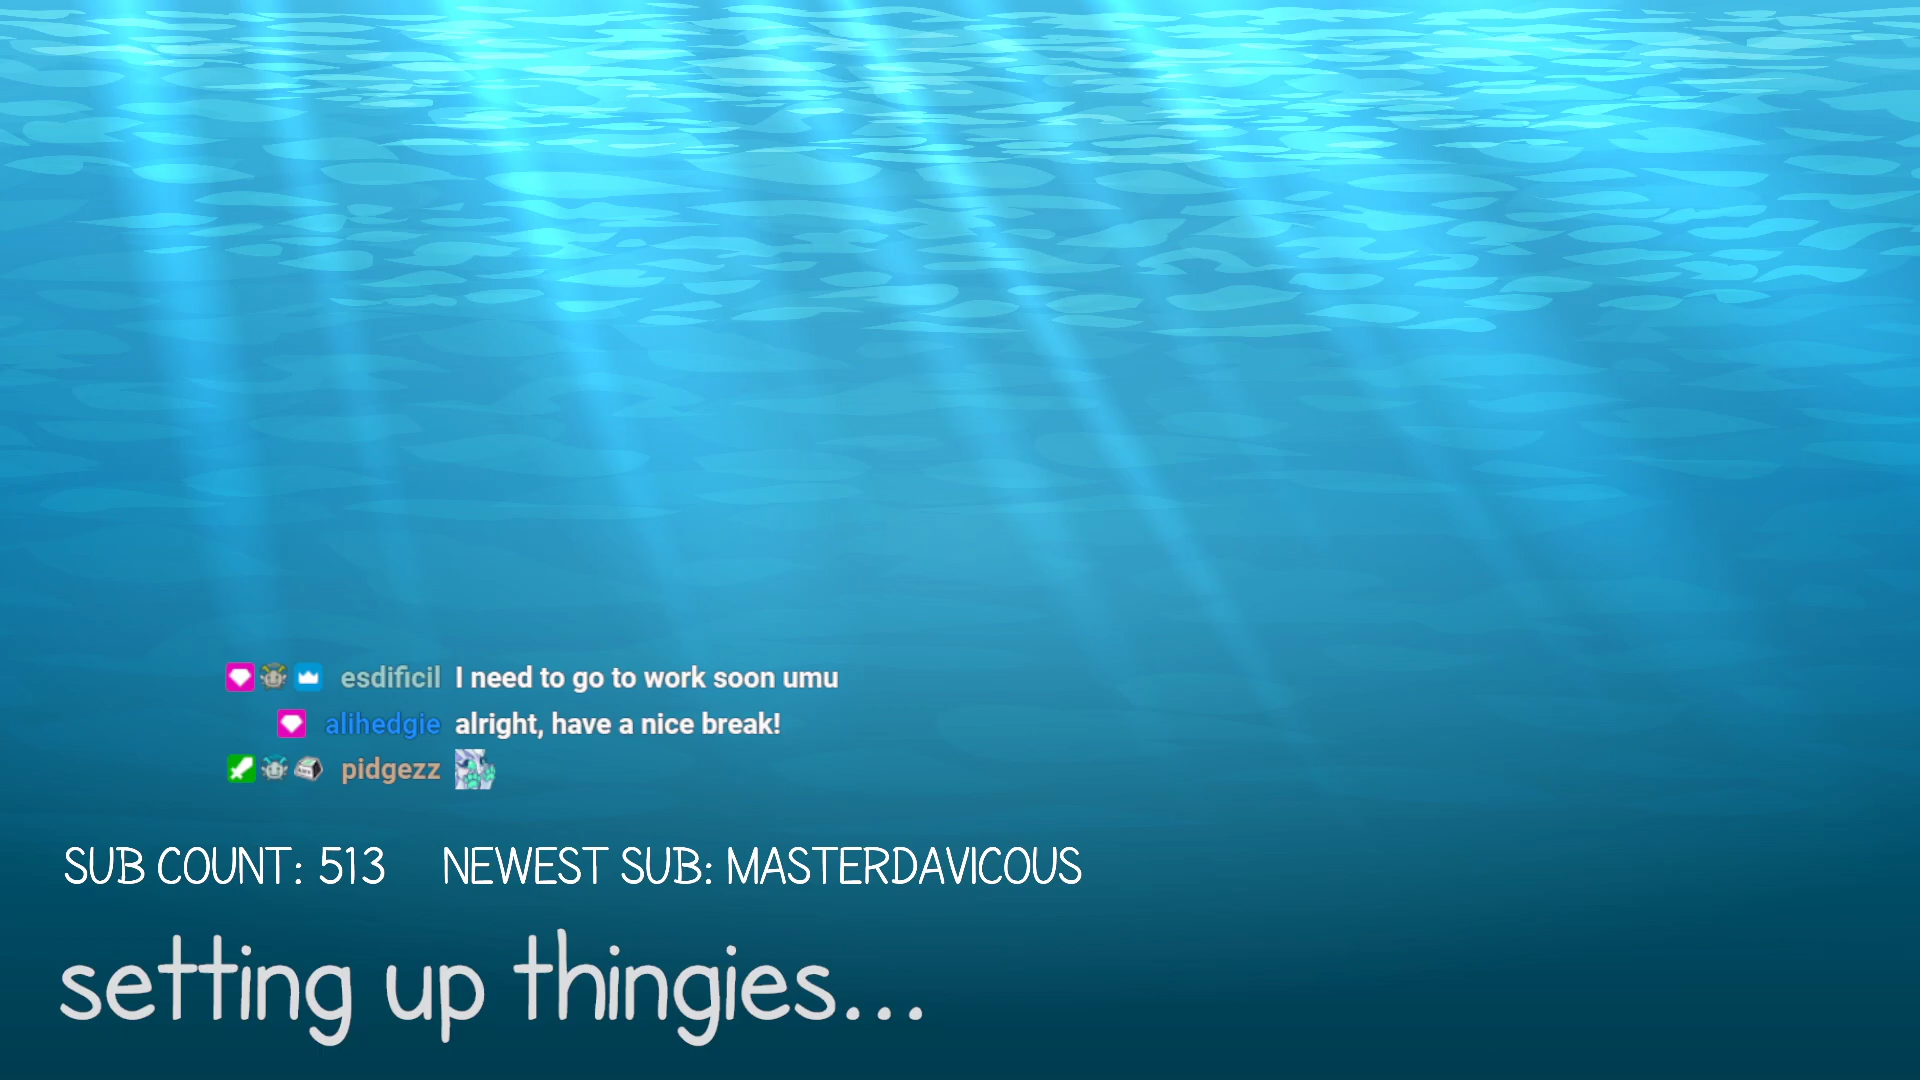 esdificil I need to go to work soon umu
alihedgie alright, have a nice break!
pidgezz
SUB COUNT: 513 NEWEST SUB: MASTERDAVICOUS
setting up thingies...